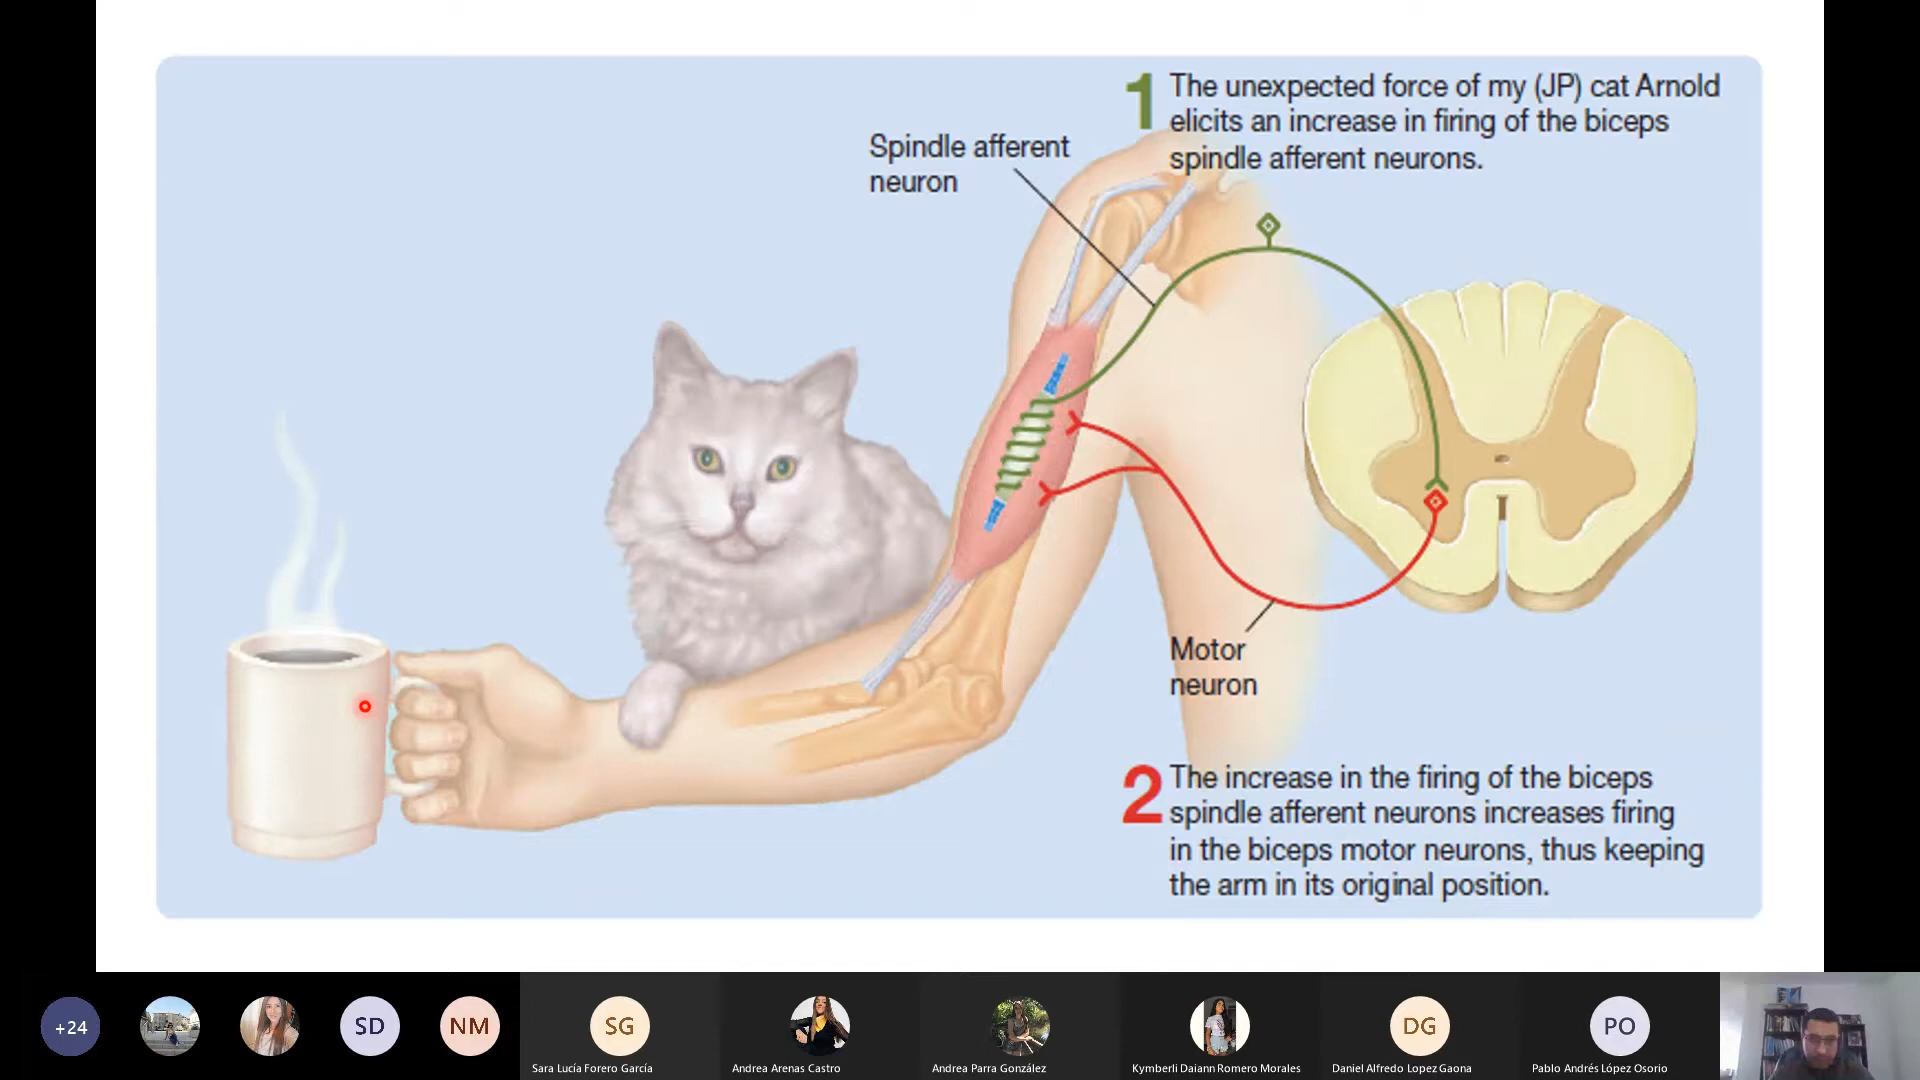 1 The unexpected force of my (JP) cat Arnold
elicits an increase in firing of the biceps
spindle afferent neurons.
Spindle afferent
neuron
Motor
neuron
2 The increase in the firing of the biceps
spindle afferent neurons increases firing
in the biceps motor neurons, thus keeping
the arm in its original position.
+24
SD
NM
SG
DG
PO
Sara Lucía Forero García
Andrea Arenas Castro
Andrea Parra González
Kymberli Daiann Romero Morales
Daniel Alfredo Lopez Gaona
Pablo Andrés López Osorio